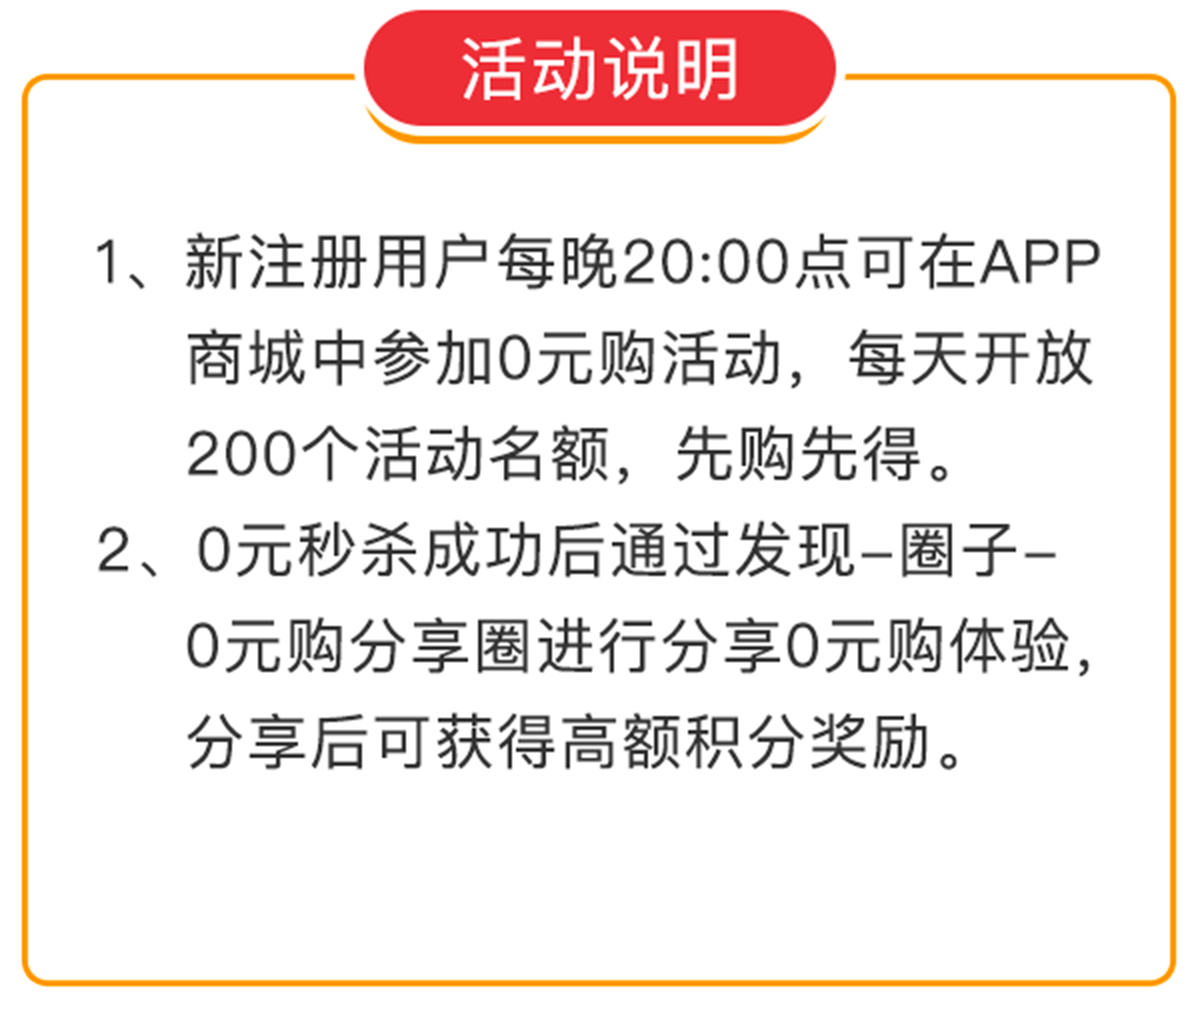 活动说明
1、新注册用户每晚20:00点可在APP
商城中参加0元购活动，每天开放
200个活动名额，先购先得。
2、0元秒杀成功后通过发现–圈子–
0元购分享圈进行分享0元购体验，
分享后可获得高额积分奖励。